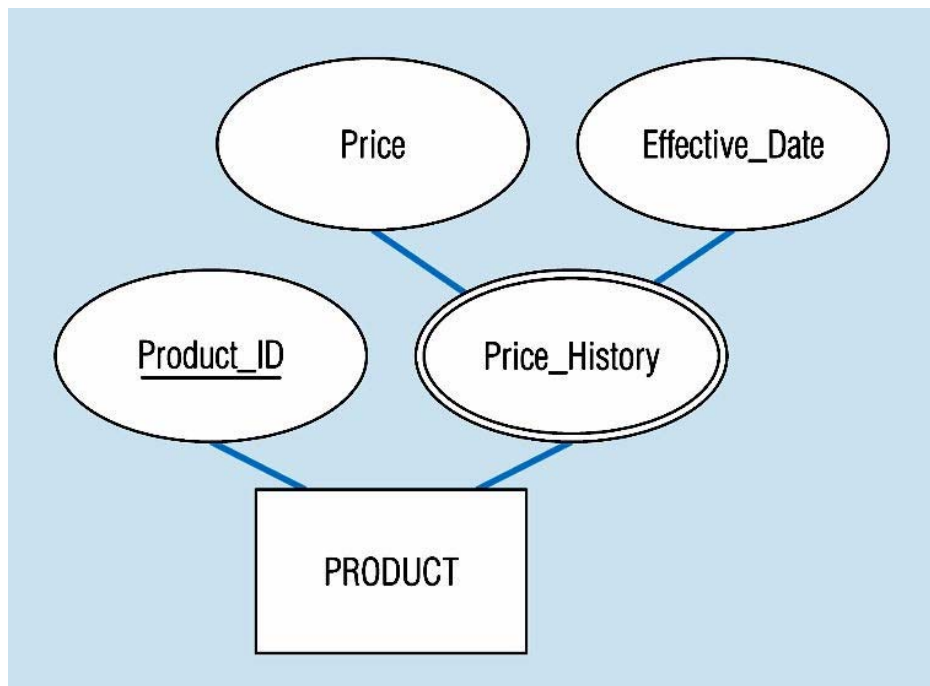 Price
Effective_Date
Product_ID
Price_History
PRODUCT